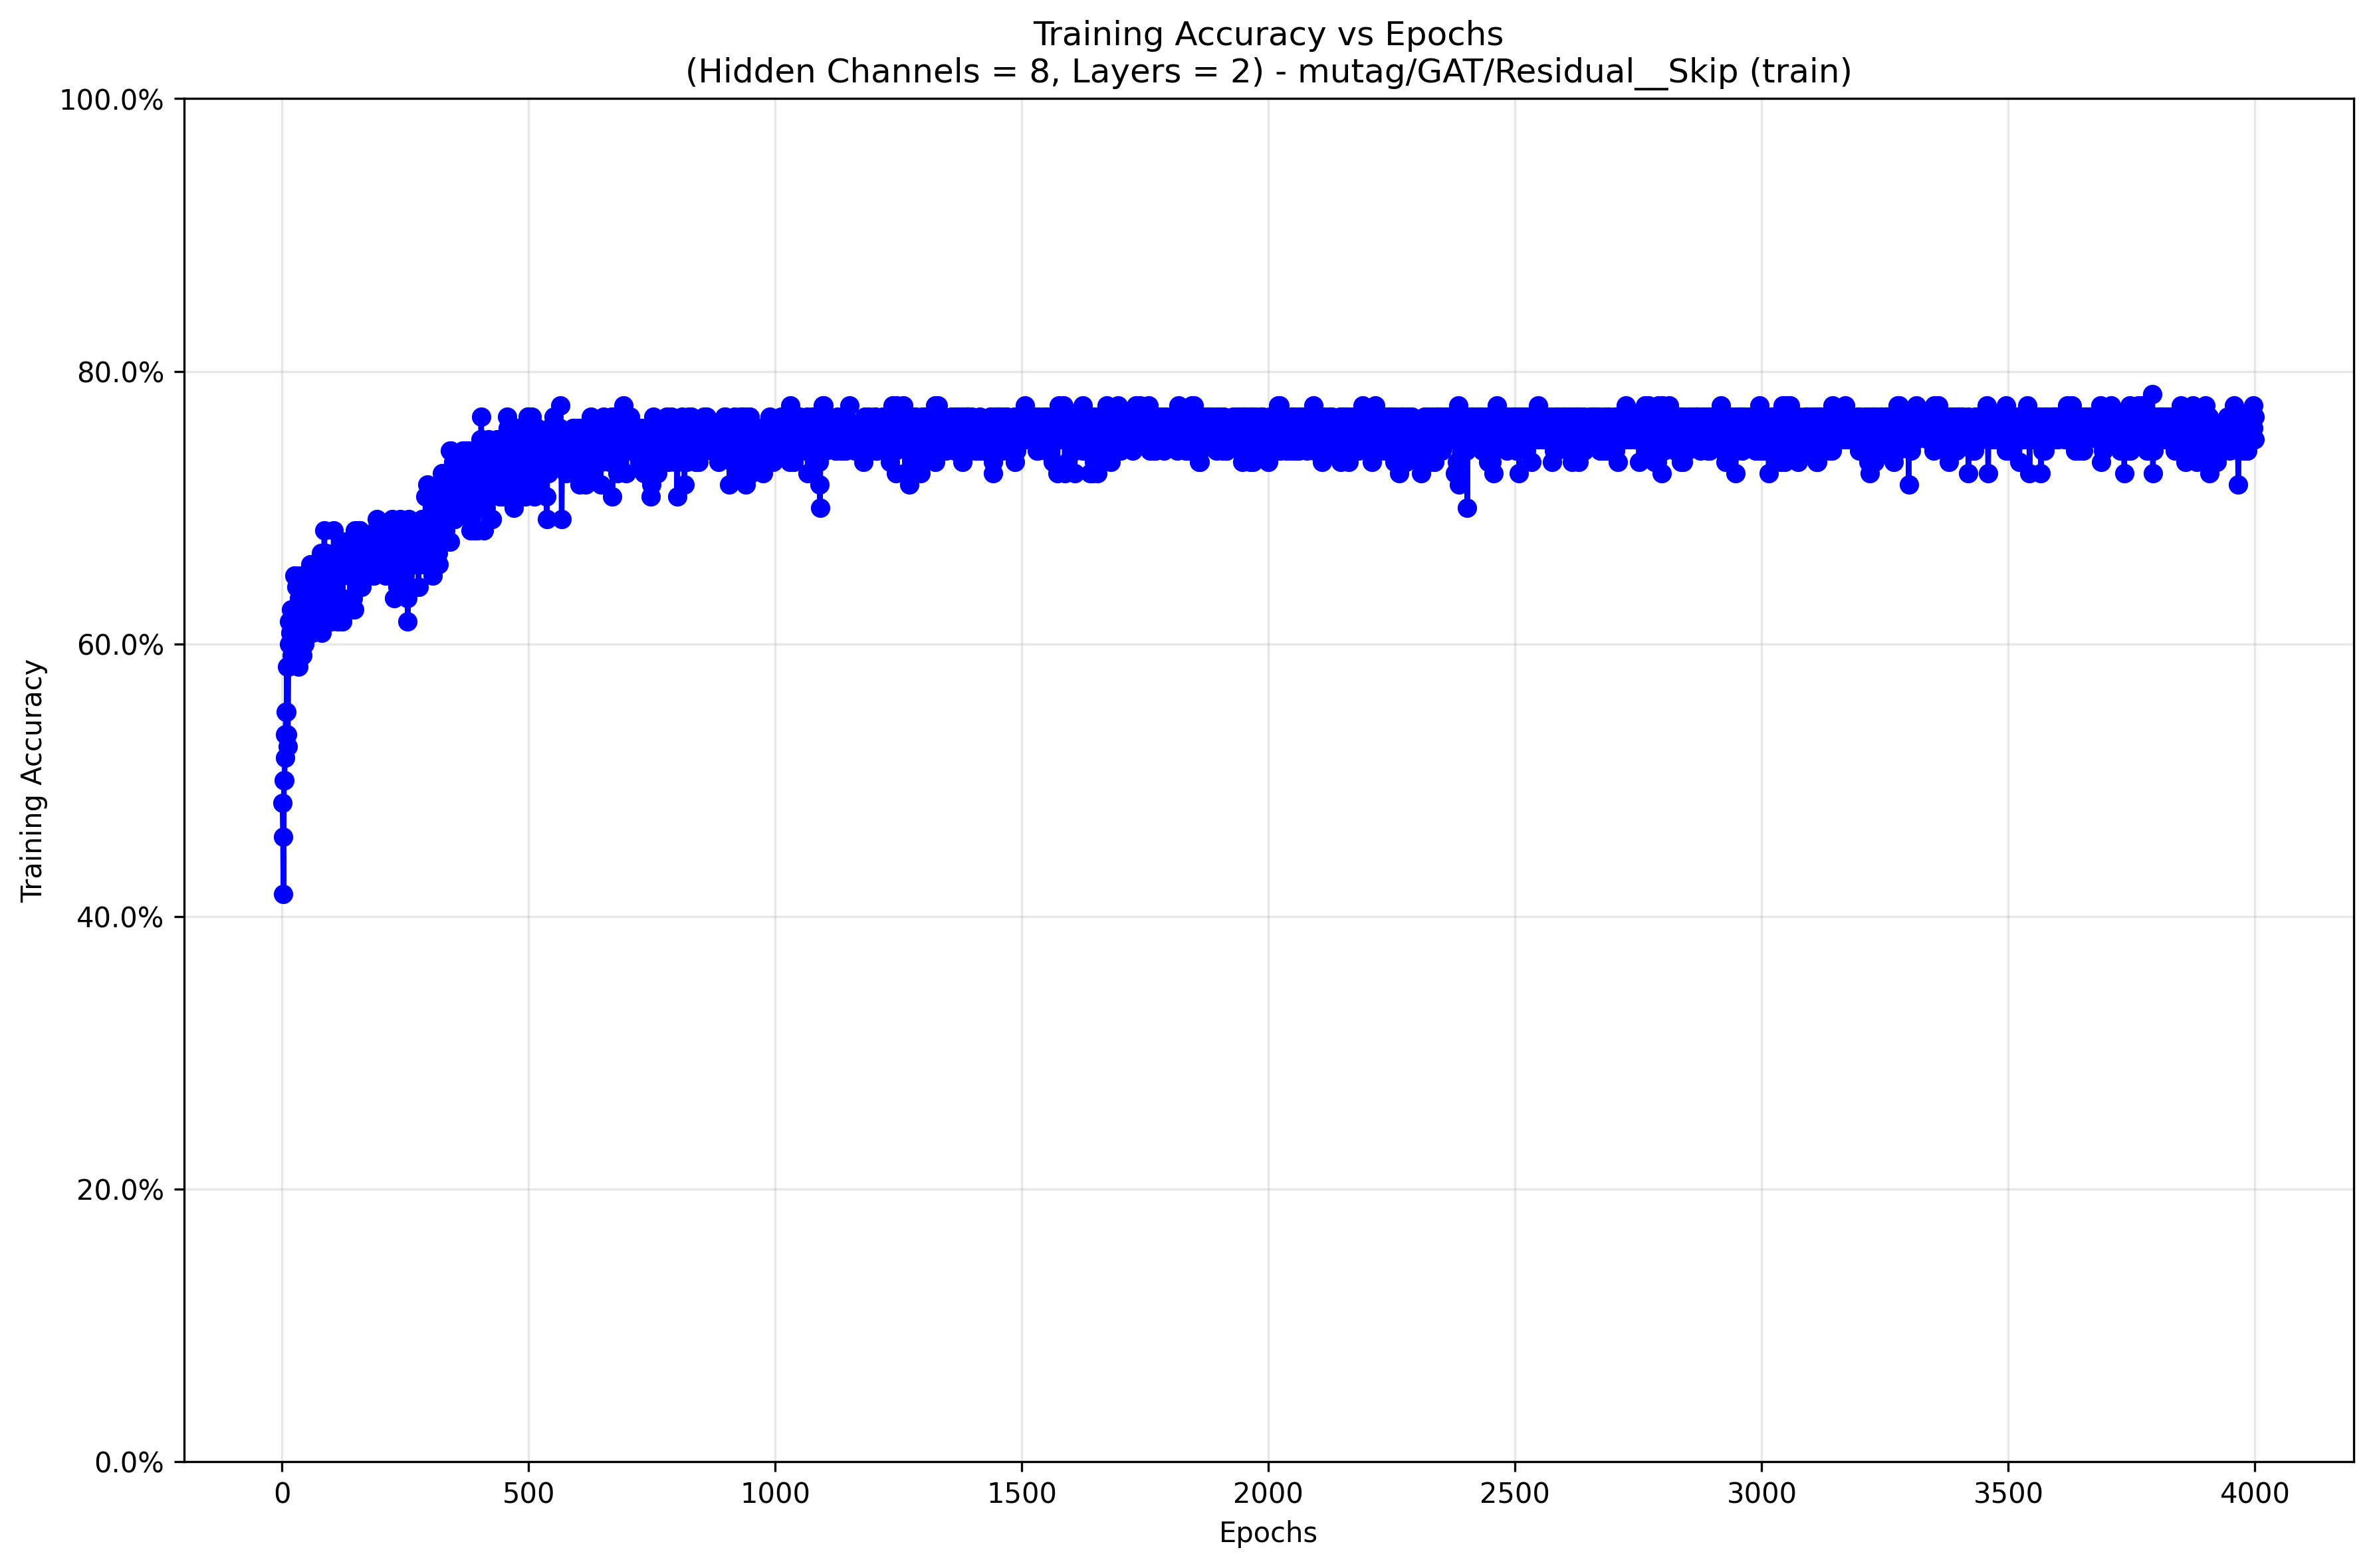 Training Accuracy vs Epochs
(Hidden Channels = 8, Layers = 2) - mutag/GAT/Residual__Skip (train)
100.0%
80.0%
60.0%
40.0%
20.0%
0.0%
Training Accuracy
0 500 1000 1500 2000 2500 3000 3500 4000
Epochs